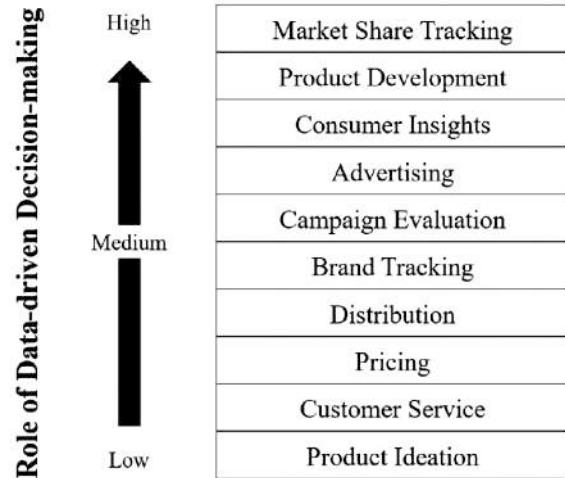 Role of Data-driven Decision-making
High
Medium
Low
Market Share Tracking
Product Development
Consumer Insights
Advertising
Campaign Evaluation
Brand Tracking
Distribution
Pricing
Customer Service
Product Ideation